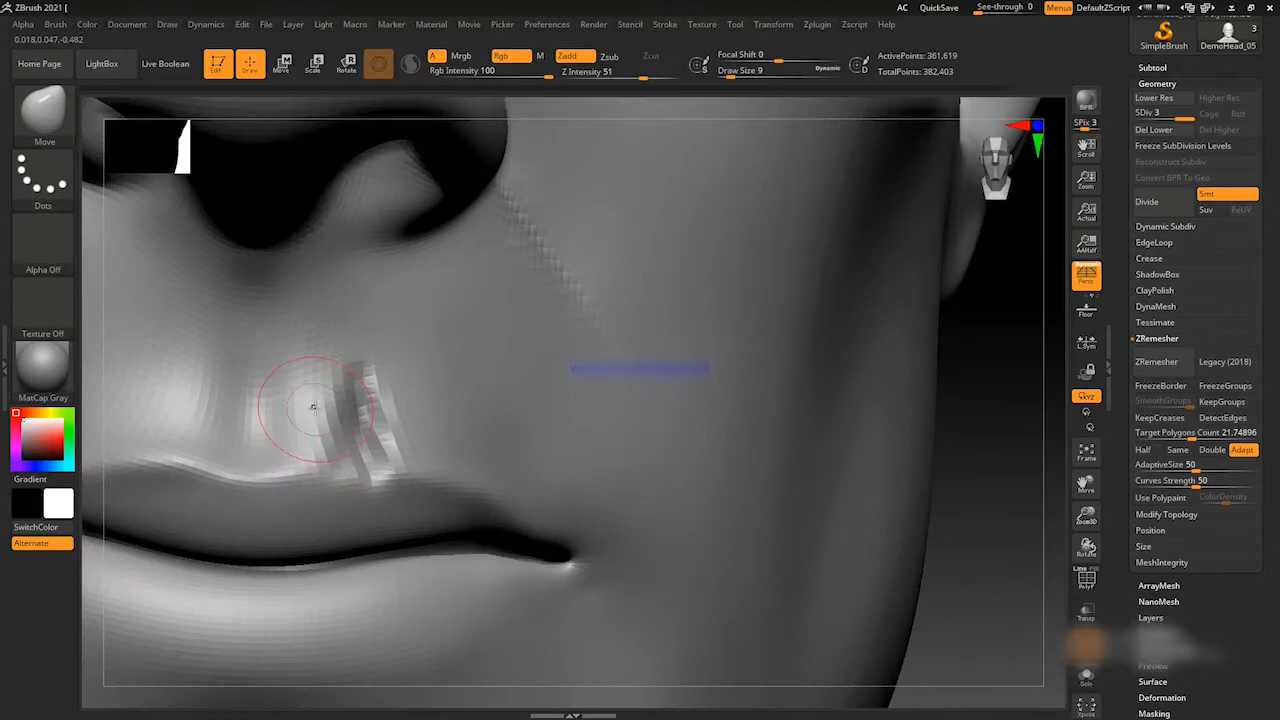 ZBrush 2021 [
AC QuickSave See-through 0 Menus DefaultZScript
Alpha Brush Color Document Draw Dynamics Edit File Layer Light Macro Marker Material Movie Picker Preferences Render Stencil Stroke Texture Tool Transform Zplugin Zscript Help
0.018,0.047,-0.482
Home Page LightBox Live Boolean
Edit Draw Move Scale Rotate
A Mrgb Rgb M Zadd Zsub Zcut
Rgb Intensity 100 Z Intensity 51
Focal Shift 0
Draw Size 9 Dynamic
S D
ActivePoints: 361,619
TotalPoints: 382,403
Move
Dots
Alpha Off
Texture Off
MatCap Gray
Gradient
SwitchColor
Alternate
BPR
SPix 3
Scroll
Zoom
Actual
AAHalf
Dynamic
Persp
Floor
L.Sym
XYZ
Frame
Move
Zoom3D
Rotate
Line Fill
PolyF
Transp
Solo
Xpose
3
SimpleBrush DemoHead_05
Subtool
Geometry
Lower Res Higher Res
SDiv 3 Cage Rstr
Del Lower Del Higher
Freeze SubDivision Levels
Reconstruct Subdiv
Convert BPR To Geo
Divide Smt
Suv ReUV
Dynamic Subdiv
EdgeLoop
Crease
ShadowBox
ClayPolish
DynaMesh
Tessimate
ZRemesher
ZRemesher Legacy (2018)
FreezeBorder FreezeGroups
SmoothGroups KeepGroups
KeepCreases DetectEdges
Target Polygons Count 21.74896
Half Same Double Adapt
AdaptiveSize 50
Curves Strength 50
Use Polypaint ColorDensity
Modify Topology
Position
Size
MeshIntegrity
ArrayMesh
NanoMesh
Layers
Preview
Surface
Deformation
Masking